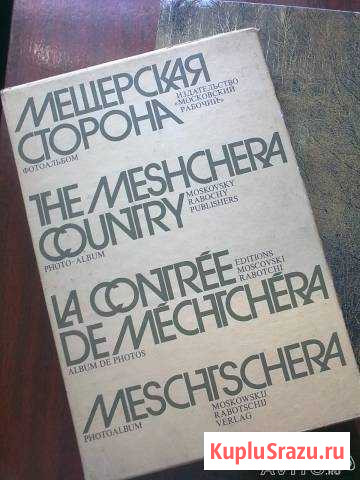 МЕЩЕРСКАЯ
СТОРОНА
ФОТОАЛЬБОМ
ИЗДАТЕЛЬСТВО
«МОСКОВСКИЙ
РАБОЧИЙ»
THE MESHCHERA
COUNTRY
PHOTO-ALBUM
MOSKOVSKY
RABOCHY
PUBLISHERS
LA CONTRÉE
DE MÉCHTCHÉRA
ALBUM DE PHOTOS
EDITIONS
MOSCOVSKI
RABOTCHI
MESCHTSCHERA
PHOTOALBUM
MOSKOWSKIJ
RABOTSCHIJ
VERLAG
KupluSrazu.ru